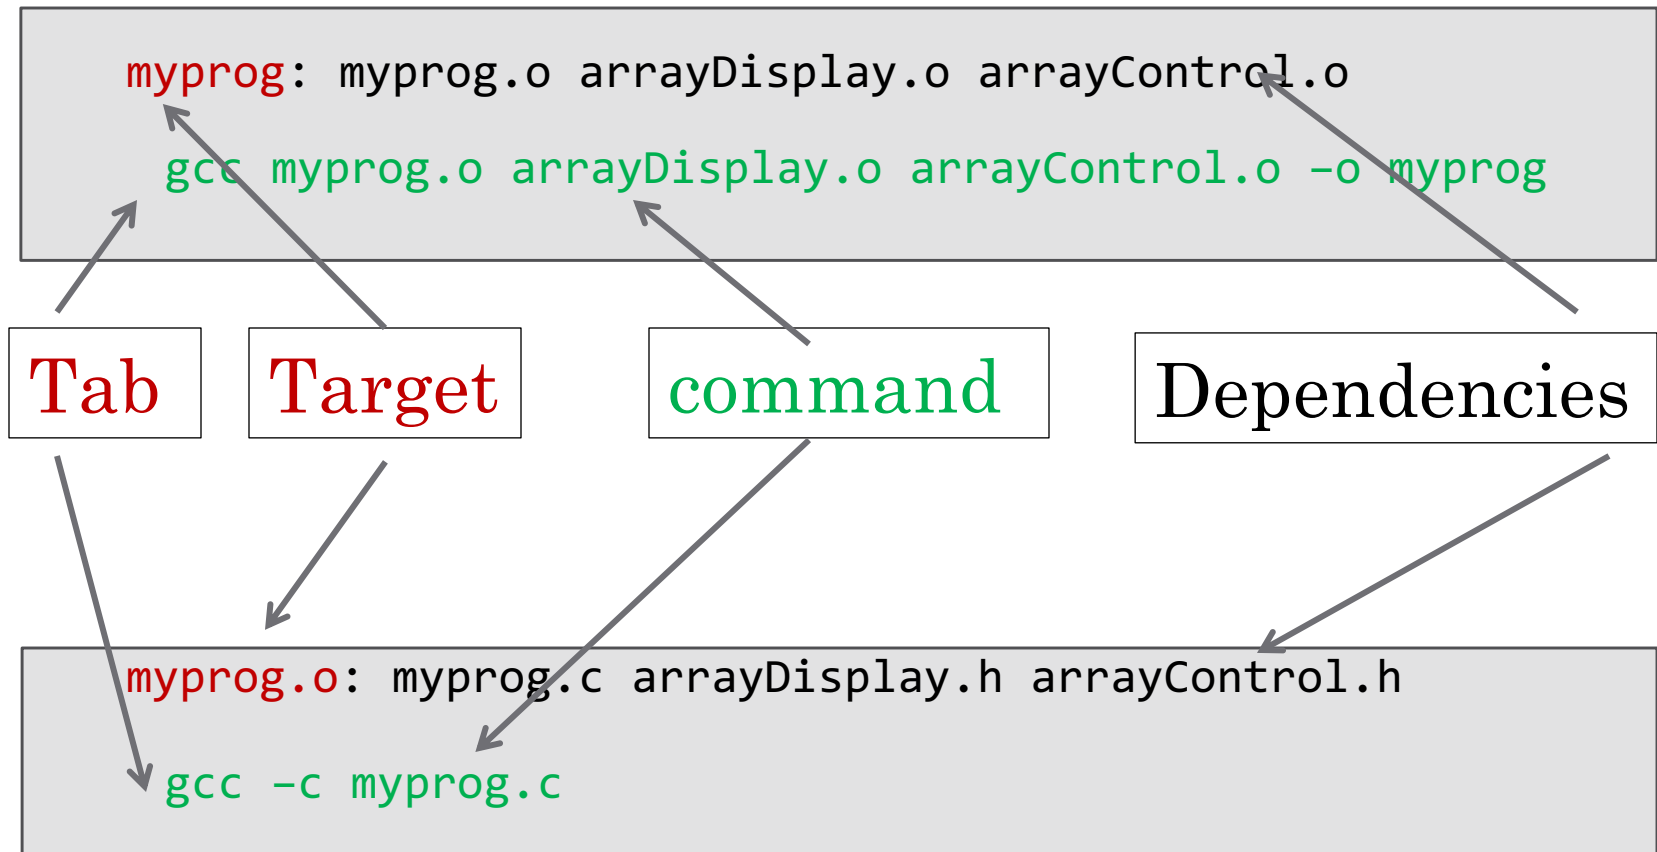 myprog: myprog.o arrayDisplay.o arrayControl.o
gcc myprog.o arrayDisplay.o arrayControl.o –o myprog
Tab
Target
command
Dependencies
myprog.o: myprog.c arrayDisplay.h arrayControl.h
gcc –c myprog.c